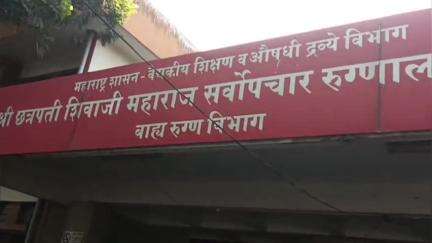 महाराष्ट्र शासन - वैद्यकीय शिक्षण व औषधी द्रव्ये विभाग
श्री छत्रपती शिवाजी महाराज सर्वोपचार रुग्णाल
बाह्य रुग्ण विभाग